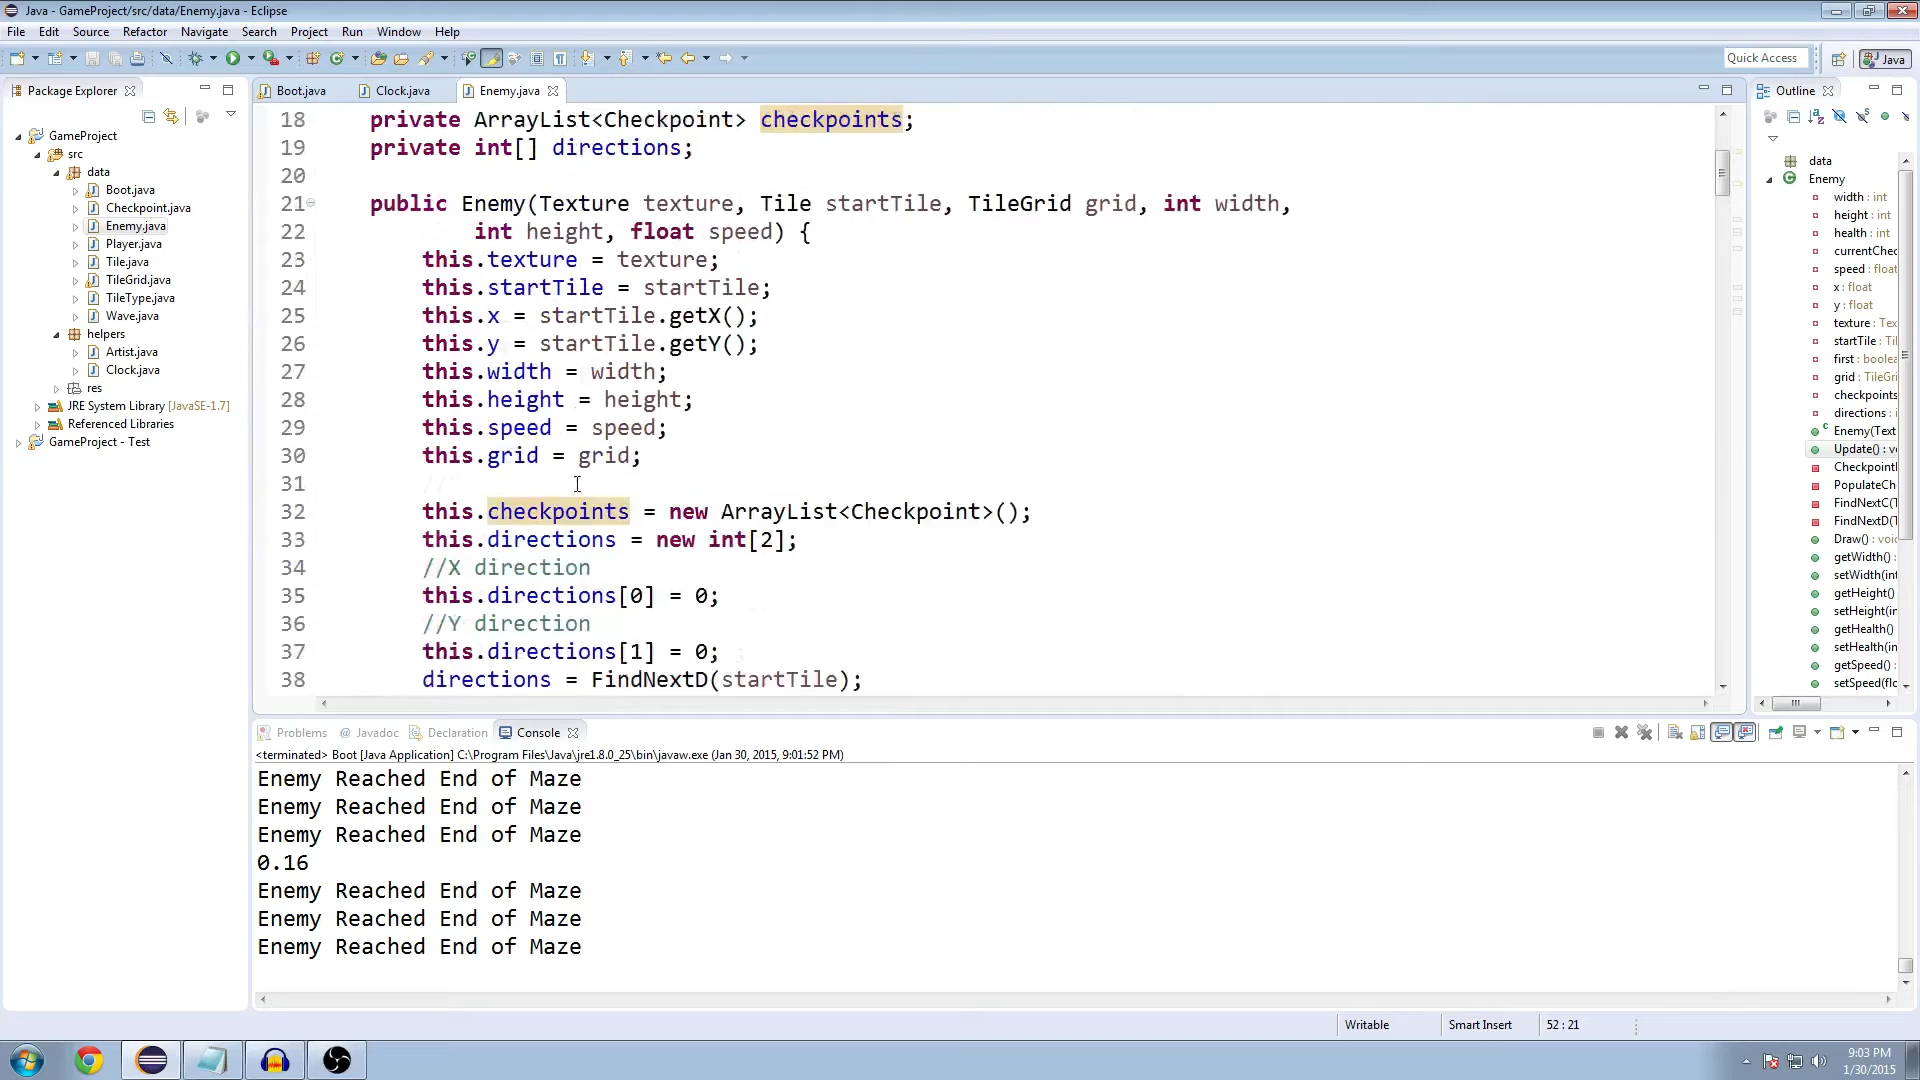 Java - GameProject/src/data/Enemy.java - Eclipse
File Edit Source Refactor Navigate Search Project Run Window Help
Quick Access
Java
Package Explorer
GameProject
src
data
Boot.java
Checkpoint.java
Enemy.java
Player.java
Tile.java
TileGrid.java
TileType.java
Wave.java
helpers
Artist.java
Clock.java
res
JRE System Library [JavaSE-1.7]
Referenced Libraries
GameProject - Test
Boot.java Clock.java Enemy.java
18 private ArrayList<Checkpoint> checkpoints;
19 private int[] directions;
20
21 public Enemy(Texture texture, Tile startTile, TileGrid grid, int width,
22 int height, float speed) {
23 this.texture = texture;
24 this.startTile = startTile;
25 this.x = startTile.getX();
26 this.y = startTile.getY();
27 this.width = width;
28 this.height = height;
29 this.speed = speed;
30 this.grid = grid;
31
32 this.checkpoints = new ArrayList<Checkpoint>();
33 this.directions = new int[2];
34 //X direction
35 this.directions[0] = 0;
36 //Y direction
37 this.directions[1] = 0;
38 directions = FindNextD(startTile);
Outline
data
Enemy
width : int
height : int
health : int
currentChec
speed : float
x : float
y : float
texture : Tex
startTile : Til
first : boolea
grid : TileGri
checkpoints
directions : i
Enemy(Text
Update() : vo
Checkpoint
PopulateCh
FindNextC(T
FindNextD(T
Draw() : void
getWidth() :
setWidth(int
getHeight()
setHeight(in
getHealth()
setHealth(in
getSpeed() :
setSpeed(flo
Problems @ Javadoc Declaration Console
<terminated> Boot [Java Application] C:\Program Files\Java\jre1.8.0_25\bin\javaw.exe (Jan 30, 2015, 9:01:52 PM)
Enemy Reached End of Maze
Enemy Reached End of Maze
Enemy Reached End of Maze
0.16
Enemy Reached End of Maze
Enemy Reached End of Maze
Enemy Reached End of Maze
Writable Smart Insert 52 : 21
9:03 PM
1/30/2015